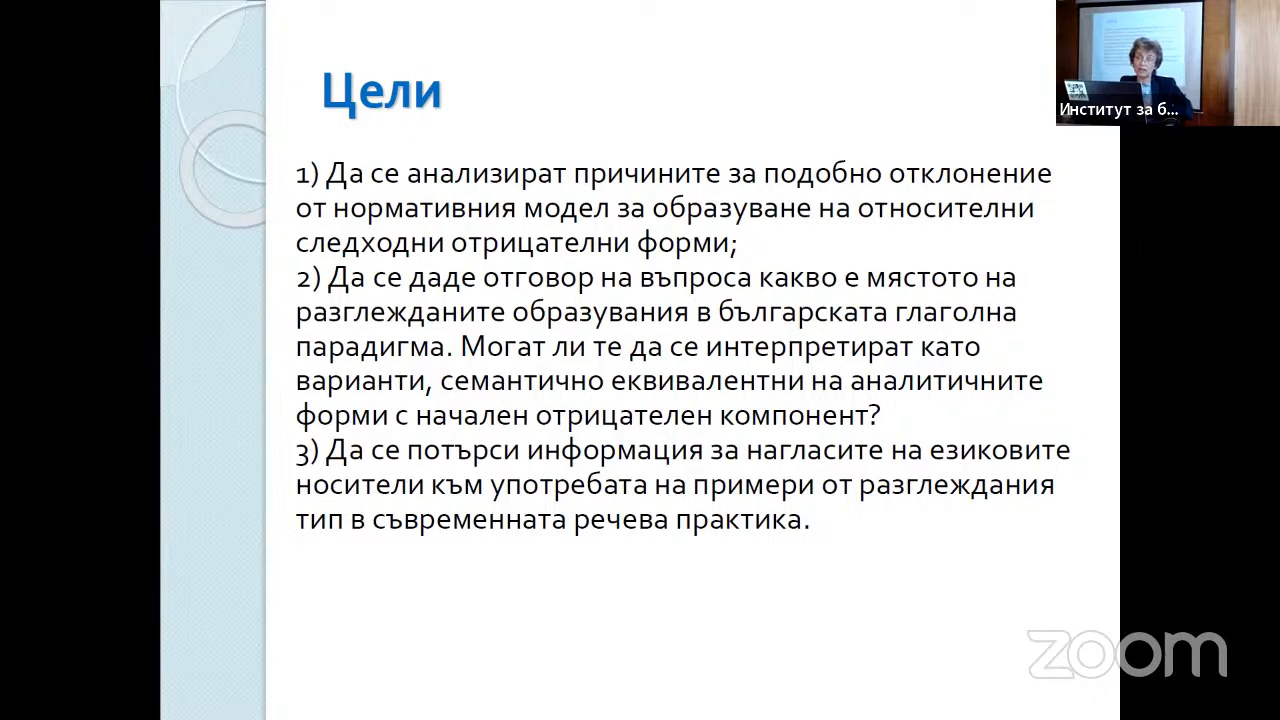 Цели
Институт за б...
1) Да се анализират причините за подобно отклонение
от нормативния модел за образуване на относителни
следходни отрицателни форми;
2) Да се даде отговор на въпроса какво е мястото на
разглежданите образувания в българската глаголна
парадигма. Могат ли те да се интерпретират като
варианти, семантично еквивалентни на аналитичните
форми с начален отрицателен компонент?
3) Да се потърси информация за нагласите на езиковите
носители към употребата на примери от разглеждания
тип в съвременната речева практика.
zoom